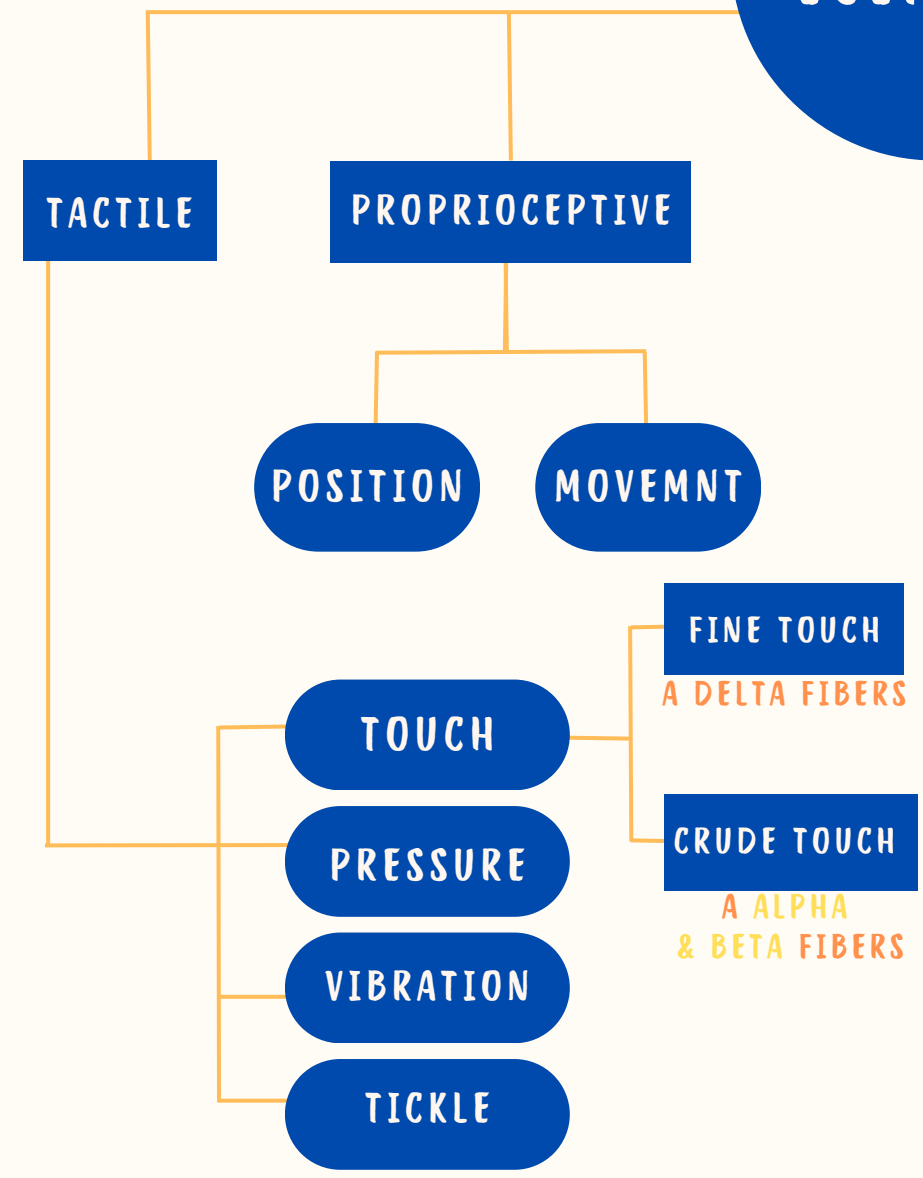 TACTILE
PROPRIOCEPTIVE
POSITION
MOVEMNT
FINE TOUCH
A DELTA FIBERS
TOUCH
CRUDE TOUCH
A ALPHA
& BETA FIBERS
PRESSURE
VIBRATION
TICKLE